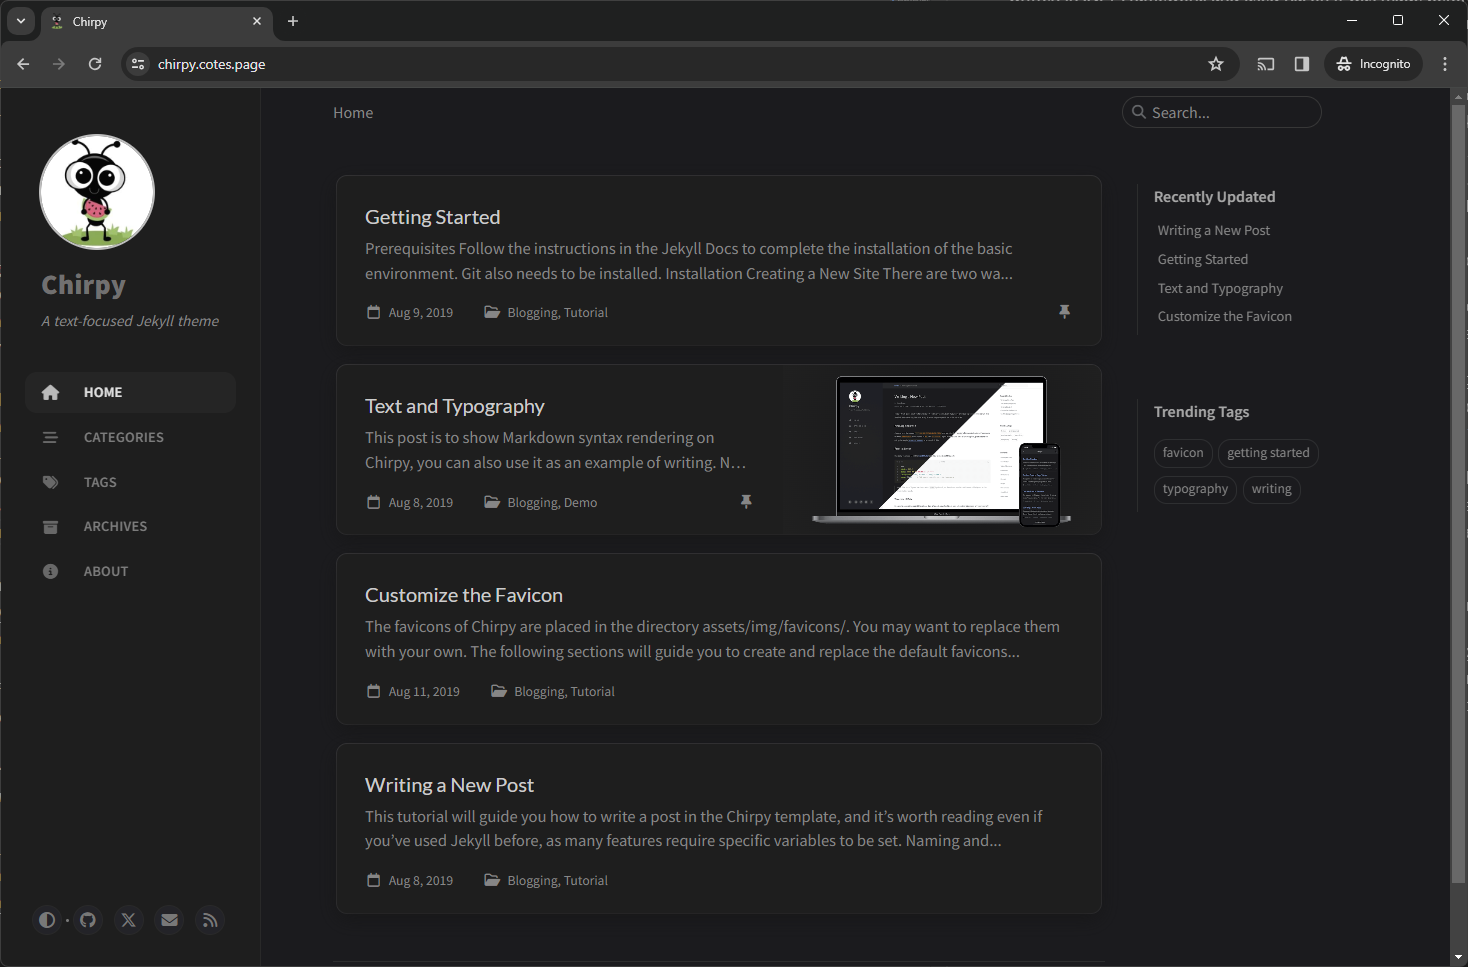 Chirpy
chirpy.cotes.page
Incognito
Chirpy
A text-focused Jekyll theme
HOME
CATEGORIES
TAGS
ARCHIVES
ABOUT
Home
Search...
Getting Started
Prerequisites Follow the instructions in the Jekyll Docs to complete the installation of the basic
environment. Git also needs to be installed. Installation Creating a New Site There are two wa...
Aug 9, 2019 Blogging, Tutorial
Text and Typography
This post is to show Markdown syntax rendering on
Chirpy, you can also use it as an example of writing. N...
Aug 8, 2019 Blogging, Demo
Customize the Favicon
The favicons of Chirpy are placed in the directory assets/img/favicons/. You may want to replace them
with your own. The following sections will guide you to create and replace the default favicons...
Aug 11, 2019 Blogging, Tutorial
Writing a New Post
This tutorial will guide you how to write a post in the Chirpy template, and it’s worth reading even if
you’ve used Jekyll before, as many features require specific variables to be set. Naming and...
Aug 8, 2019 Blogging, Tutorial
Recently Updated
Writing a New Post
Getting Started
Text and Typography
Customize the Favicon
Trending Tags
favicon getting started
typography writing